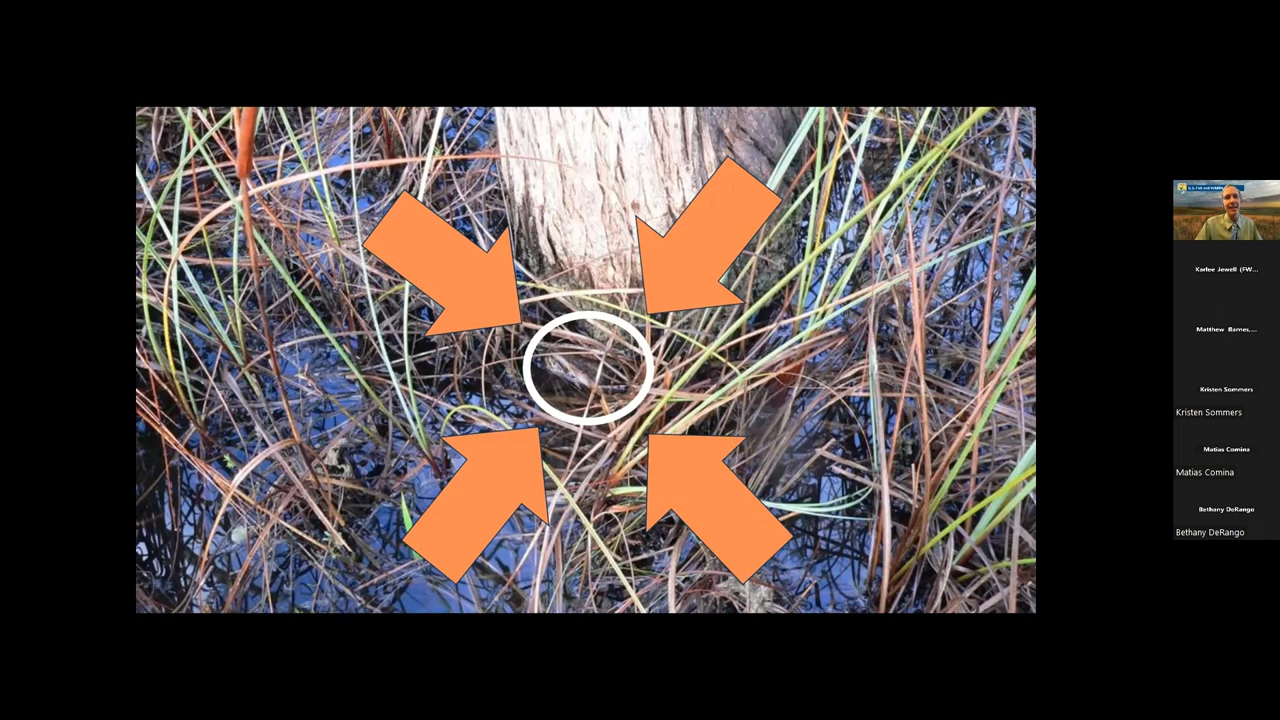 Karlee Jewell (FW...
Matthew Barnes,...
Kristen Sommers
Kristen Sommers
Matias Comina
Matias Comina
Bethany DeRango
Bethany DeRango